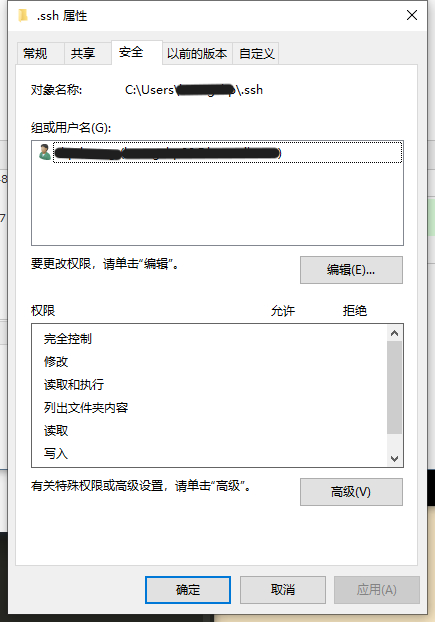 .ssh 属性
常规 共享 安全 以前的版本 自定义
对象名称: C:\Users\ \.ssh
组或用户名(G):
要更改权限，请单击“编辑”。 编辑(E)...
权限 允许 拒绝
完全控制
修改
读取和执行
列出文件夹内容
读取
写入
有关特殊权限或高级设置，请单击“高级”。 高级(V)
确定 取消 应用(A)